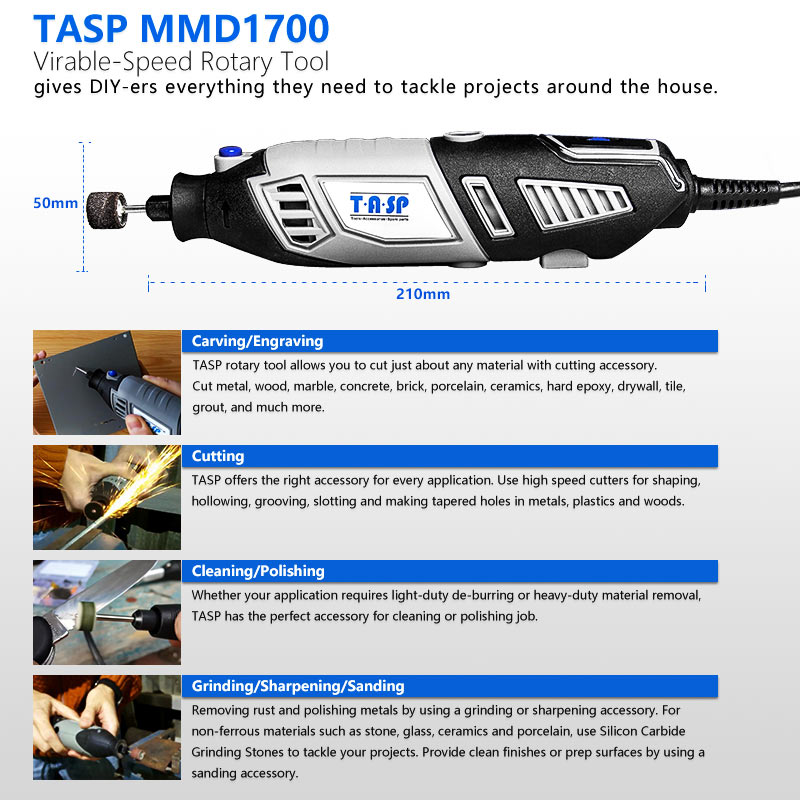 TASP MMD1700
Virable-Speed Rotary Tool
gives DIY-ers everything they need to tackle projects around the house.
50mm
T·A·SP
Tools·Accessories·Spare parts
210mm
Carving/Engraving
TASP rotary tool allows you to cut just about any material with cutting accessory.
Cut metal, wood, marble, concrete, brick, porcelain, ceramics, hard epoxy, drywall, tile,
grout, and much more.
TASP
Cutting
TASP offers the right accessory for every application. Use high speed cutters for shaping,
hollowing, grooving, slotting and making tapered holes in metals, plastics and woods.
Cleaning/Polishing
Whether your application requires light-duty de-burring or heavy-duty material removal,
TASP has the perfect accessory for cleaning or polishing job.
Grinding/Sharpening/Sanding
Removing rust and polishing metals by using a grinding or sharpening accessory. For
non-ferrous materials such as stone, glass, ceramics and porcelain, use Silicon Carbide
Grinding Stones to tackle your projects. Provide clean finishes or prep surfaces by using a
sanding accessory.